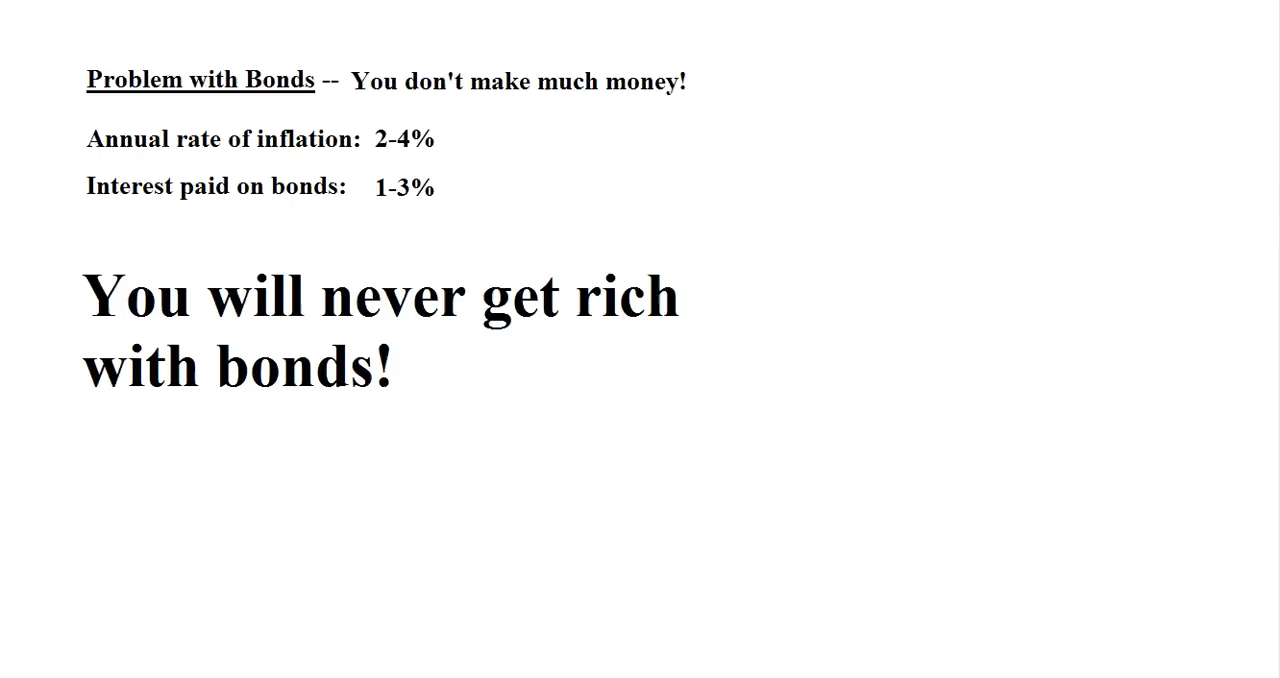 Problem with Bonds -- You don't make much money!
Annual rate of inflation: 2-4%
Interest paid on bonds: 1-3%
You will never get rich
with bonds!